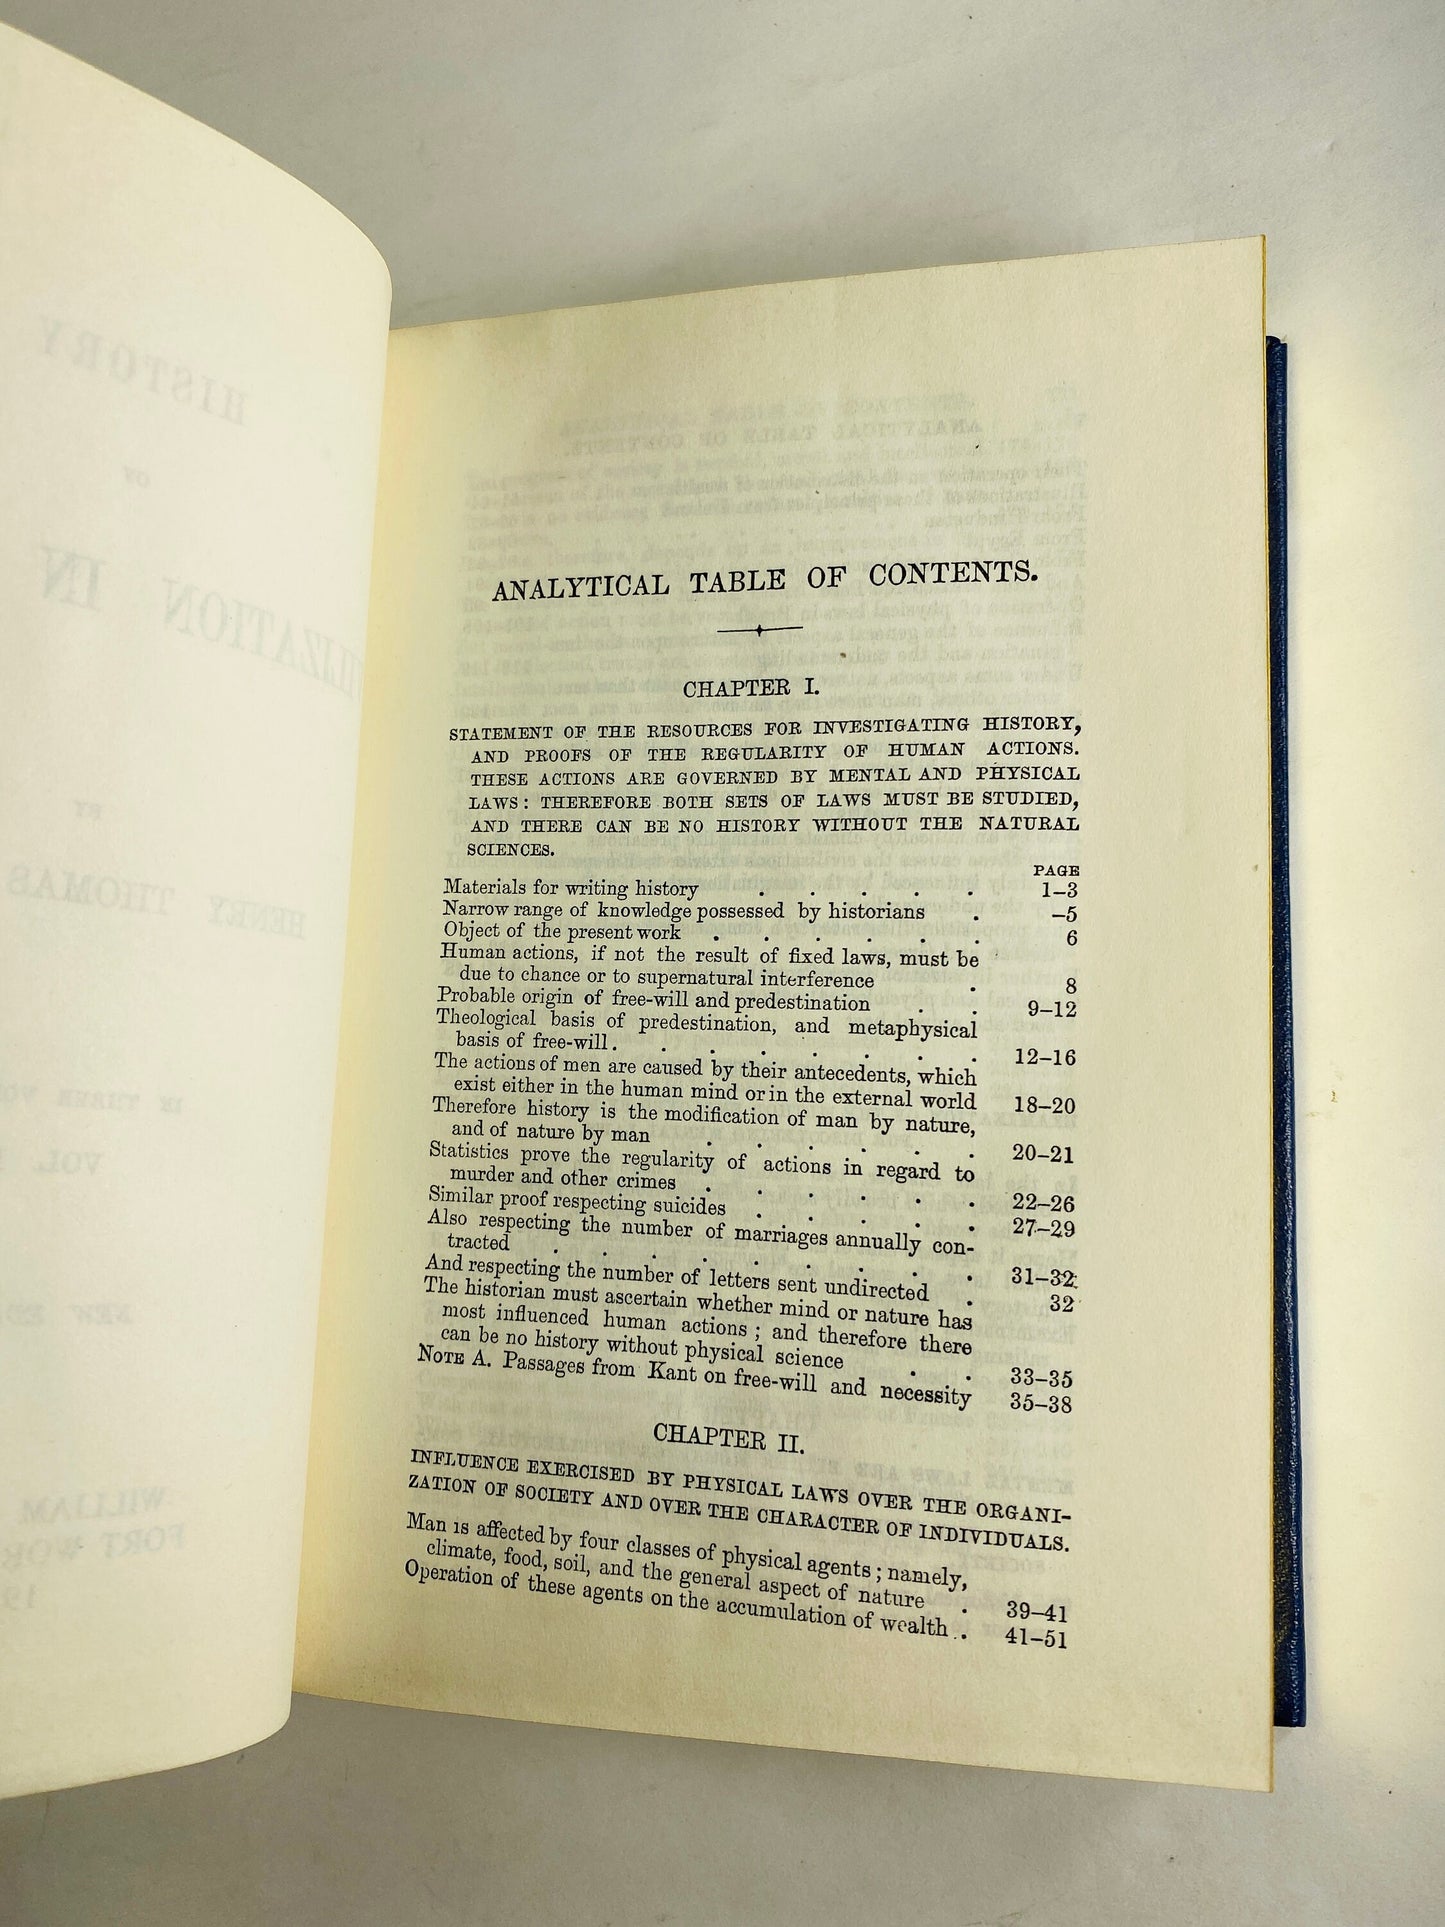 ANALYTICAL TABLE OF CONTENTS.
CHAPTER I.
STATEMENT OF THE RESOURCES FOR INVESTIGATING HISTORY,
AND PROOFS OF THE REGULARITY OF HUMAN ACTIONS.
THESE ACTIONS ARE GOVERNED BY MENTAL AND PHYSICAL
LAWS: THEREFORE BOTH SETS OF LAWS MUST BE STUDIED,
AND THERE CAN BE NO HISTORY WITHOUT THE NATURAL
SCIENCES.
PAGE
Materials for writing history . . . . . 1–3
Narrow range of knowledge possessed by historians . –5
Object of the present work . . . . . . 6
Human actions, if not the result of fixed laws, must be
due to chance or to supernatural interference . 8
Probable origin of free-will and predestination . . 9–12
Theological basis of predestination, and metaphysical
basis of free-will . . . . . . . . 12–16
The actions of men are caused by their antecedents, which
exist either in the human mind or in the external world 18–20
Therefore history is the modification of man by nature,
and of nature by man . . . . . . 20–21
Statistics prove the regularity of actions in regard to
murder and other crimes . . . . . . 22–26
Similar proof respecting suicides . . . . . 27–29
Also respecting the number of marriages annually con-
tracted . . . . . . . . . 31–32
And respecting the number of letters sent undirected . 32
The historian must ascertain whether mind or nature has
most influenced human actions; and therefore there
can be no history without physical science . . 33–35
NOTE A. Passages from Kant on free-will and necessity 35–38
CHAPTER II.
INFLUENCE EXERCISED BY PHYSICAL LAWS OVER THE ORGANI-
ZATION OF SOCIETY AND OVER THE CHARACTER OF INDIVIDUALS.
Man is affected by four classes of physical agents; namely,
climate, food, soil, and the general aspect of nature . 39–41
Operation of these agents on the accumulation of wealth . 41–51